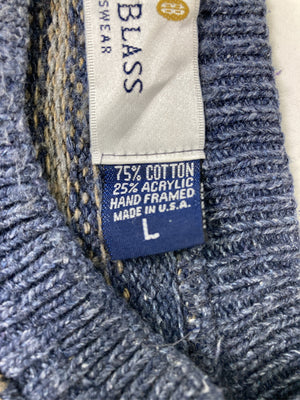 BLASS
SWEAR
75% COTTON
25% ACRYLIC
HAND FRAMED
MADE IN U.S.A.
L